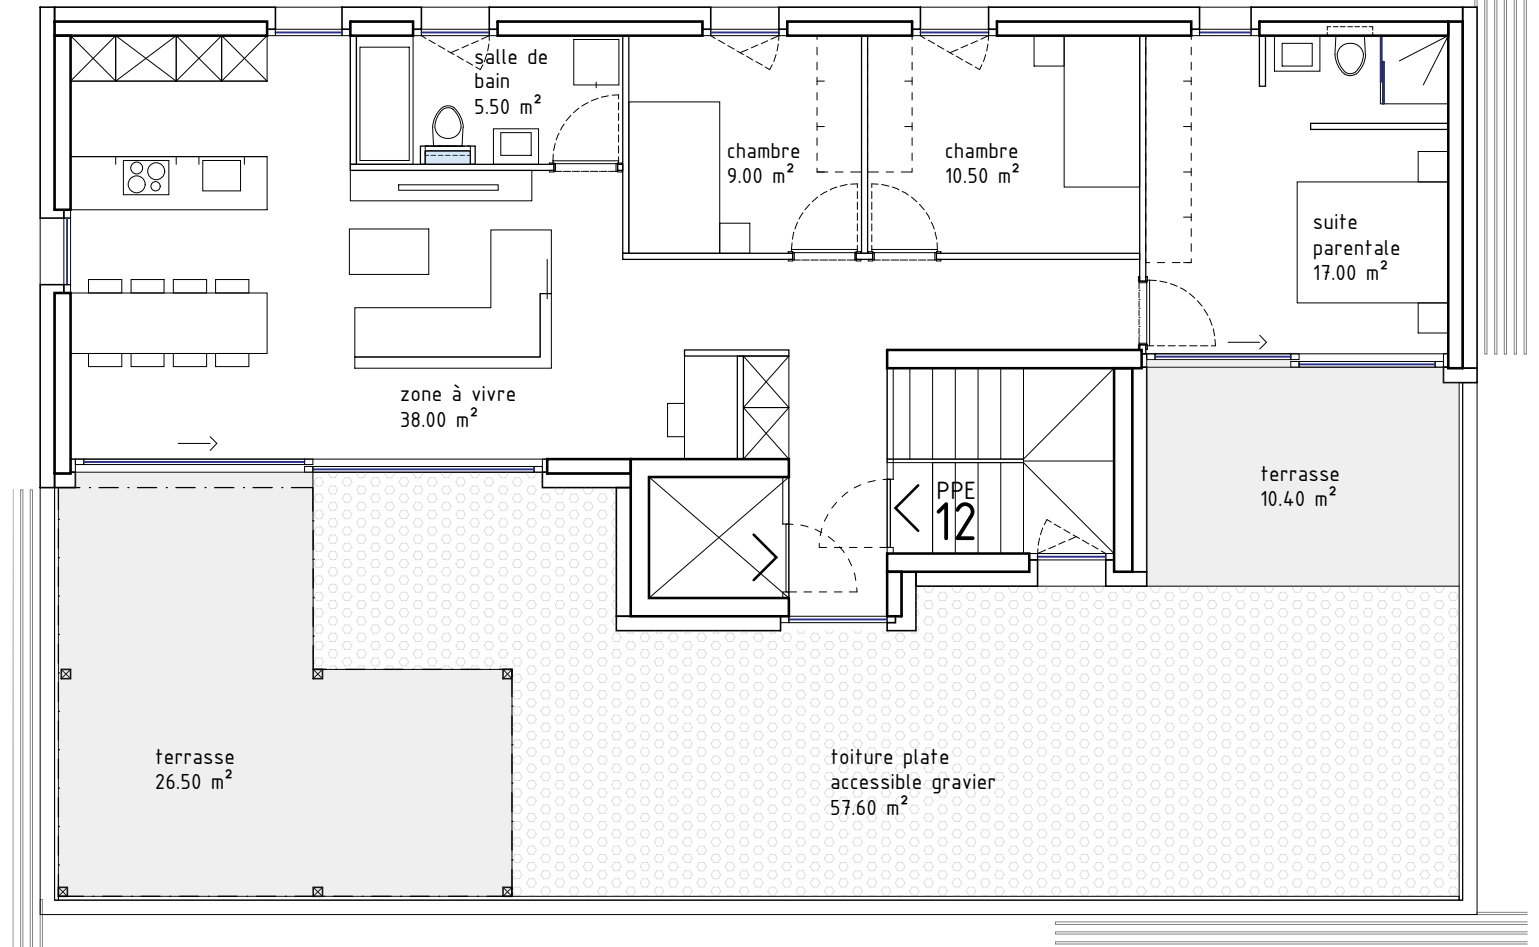 salle de
bain
5.50 m²
chambre
9.00 m²
chambre
10.50 m²
suite
parentale
17.00 m²
zone à vivre
38.00 m²
PPE
12
terrasse
10.40 m²
terrasse
26.50 m²
toiture plate
accessible gravier
57.60 m²